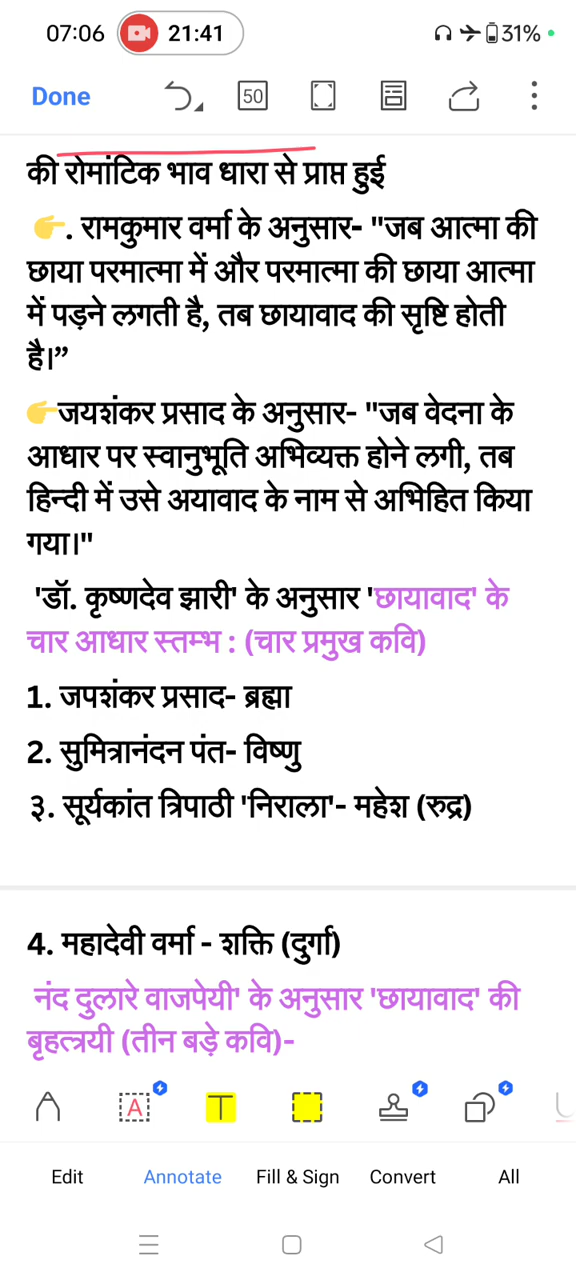 07:06 21:41 31%
Done 50
की रोमांटिक भाव धारा से प्राप्त हुई
👉. रामकुमार वर्मा के अनुसार- "जब आत्मा की
छाया परमात्मा में और परमात्मा की छाया आत्मा
में पड़ने लगती है, तब छायावाद की सृष्टि होती
है।”
👉जयशंकर प्रसाद के अनुसार- "जब वेदना के
आधार पर स्वानुभूति अभिव्यक्त होने लगी, तब
हिन्दी में उसे अयावाद के नाम से अभिहित किया
गया।"
'डॉ. कृष्णदेव झारी' के अनुसार 'छायावाद' के
चार आधार स्तम्भ : (चार प्रमुख कवि)
1. जपशंकर प्रसाद- ब्रह्मा
2. सुमित्रानंदन पंत- विष्णु
३. सूर्यकांत त्रिपाठी 'निराला'- महेश (रुद्र)
4. महादेवी वर्मा - शक्ति (दुर्गा)
नंद दुलारे वाजपेयी' के अनुसार 'छायावाद' की
बृहत्त्रयी (तीन बड़े कवि)-
A T U
Edit Annotate Fill & Sign Convert All